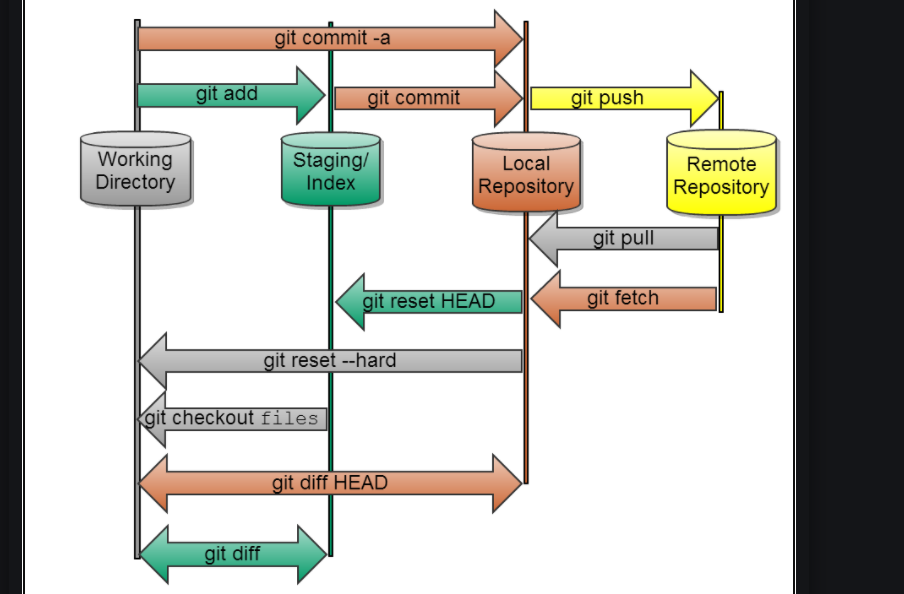 git commit -a
git add
git commit
git push
Working
Directory
Staging/
Index
Local
Repository
Remote
Repository
git pull
git reset HEAD
git fetch
git reset --hard
git checkout files
git diff HEAD
git diff